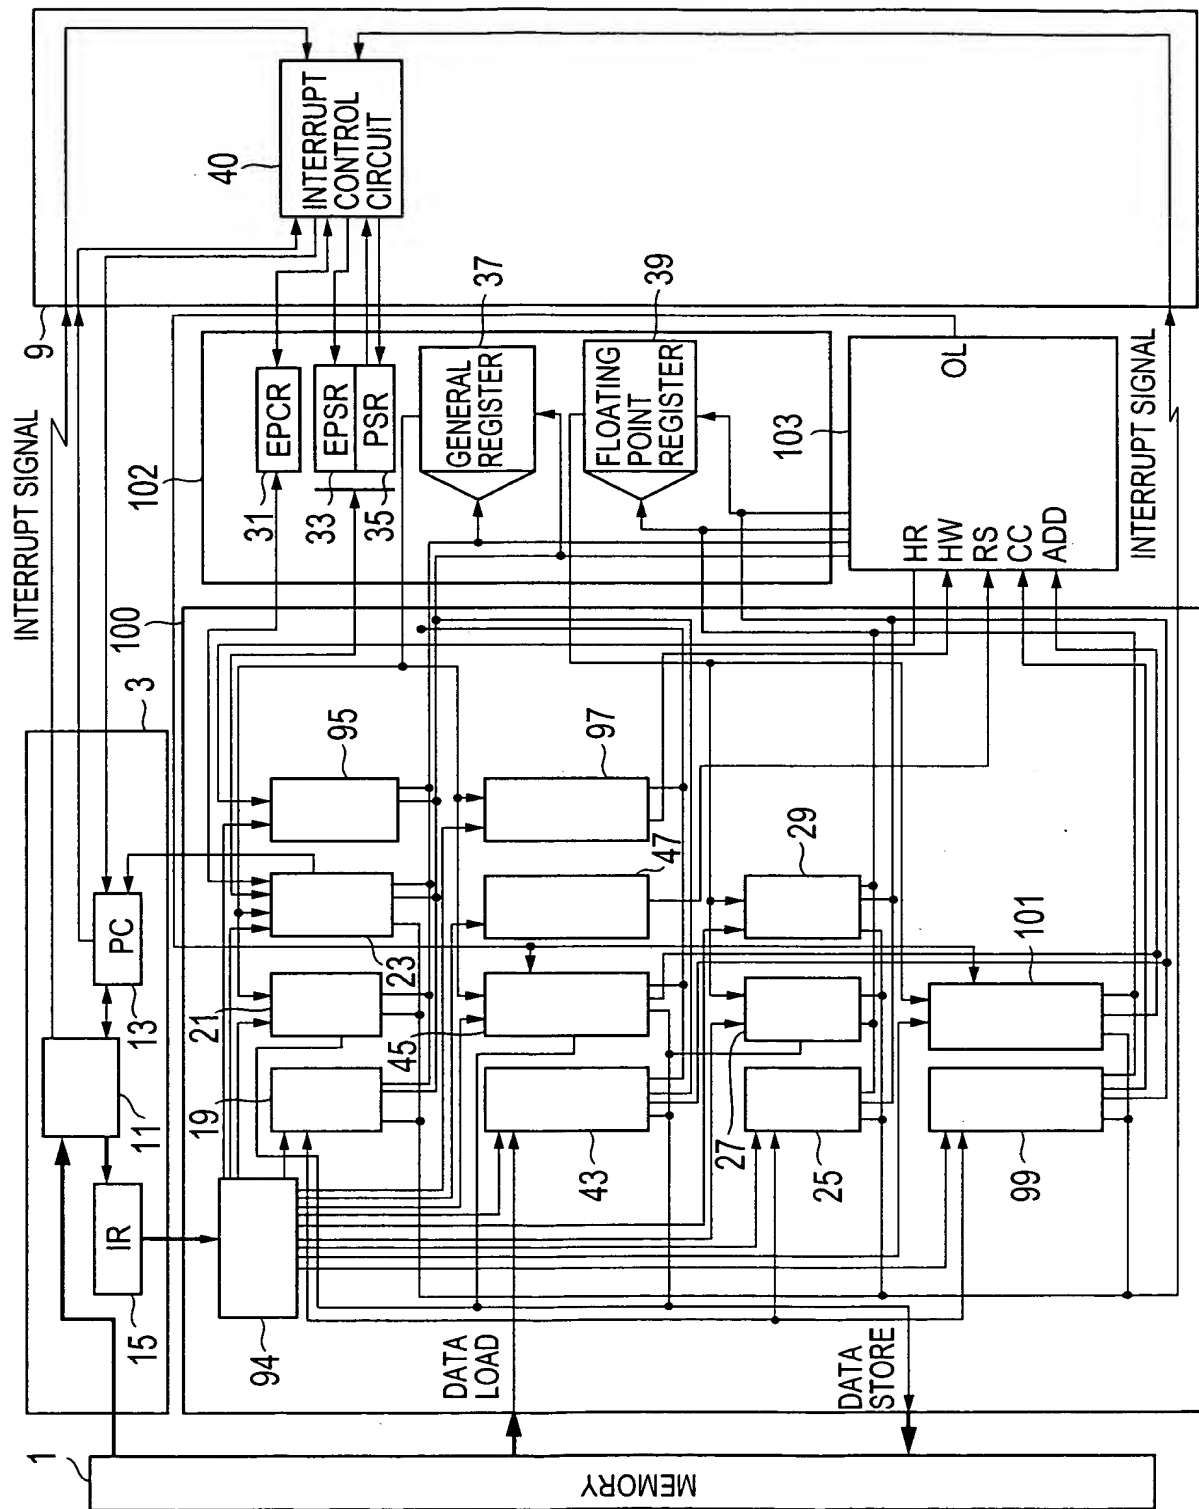 INTERRUPT SIGNAL
9
40
INTERRUPT
CONTROL
CIRCUIT
3
PC
13
11
IR
15
100
102
31
EPCR
33
EPSR
35
PSR
37
GENERAL
REGISTER
39
FLOATING
POINT
REGISTER
103
OL
HR
HW
RS
CC
ADD
INTERRUPT SIGNAL
95
23
21
19
97
47
45
43
29
27
25
101
99
94
DATA
LOAD
DATA
STORE
1
MEMORY